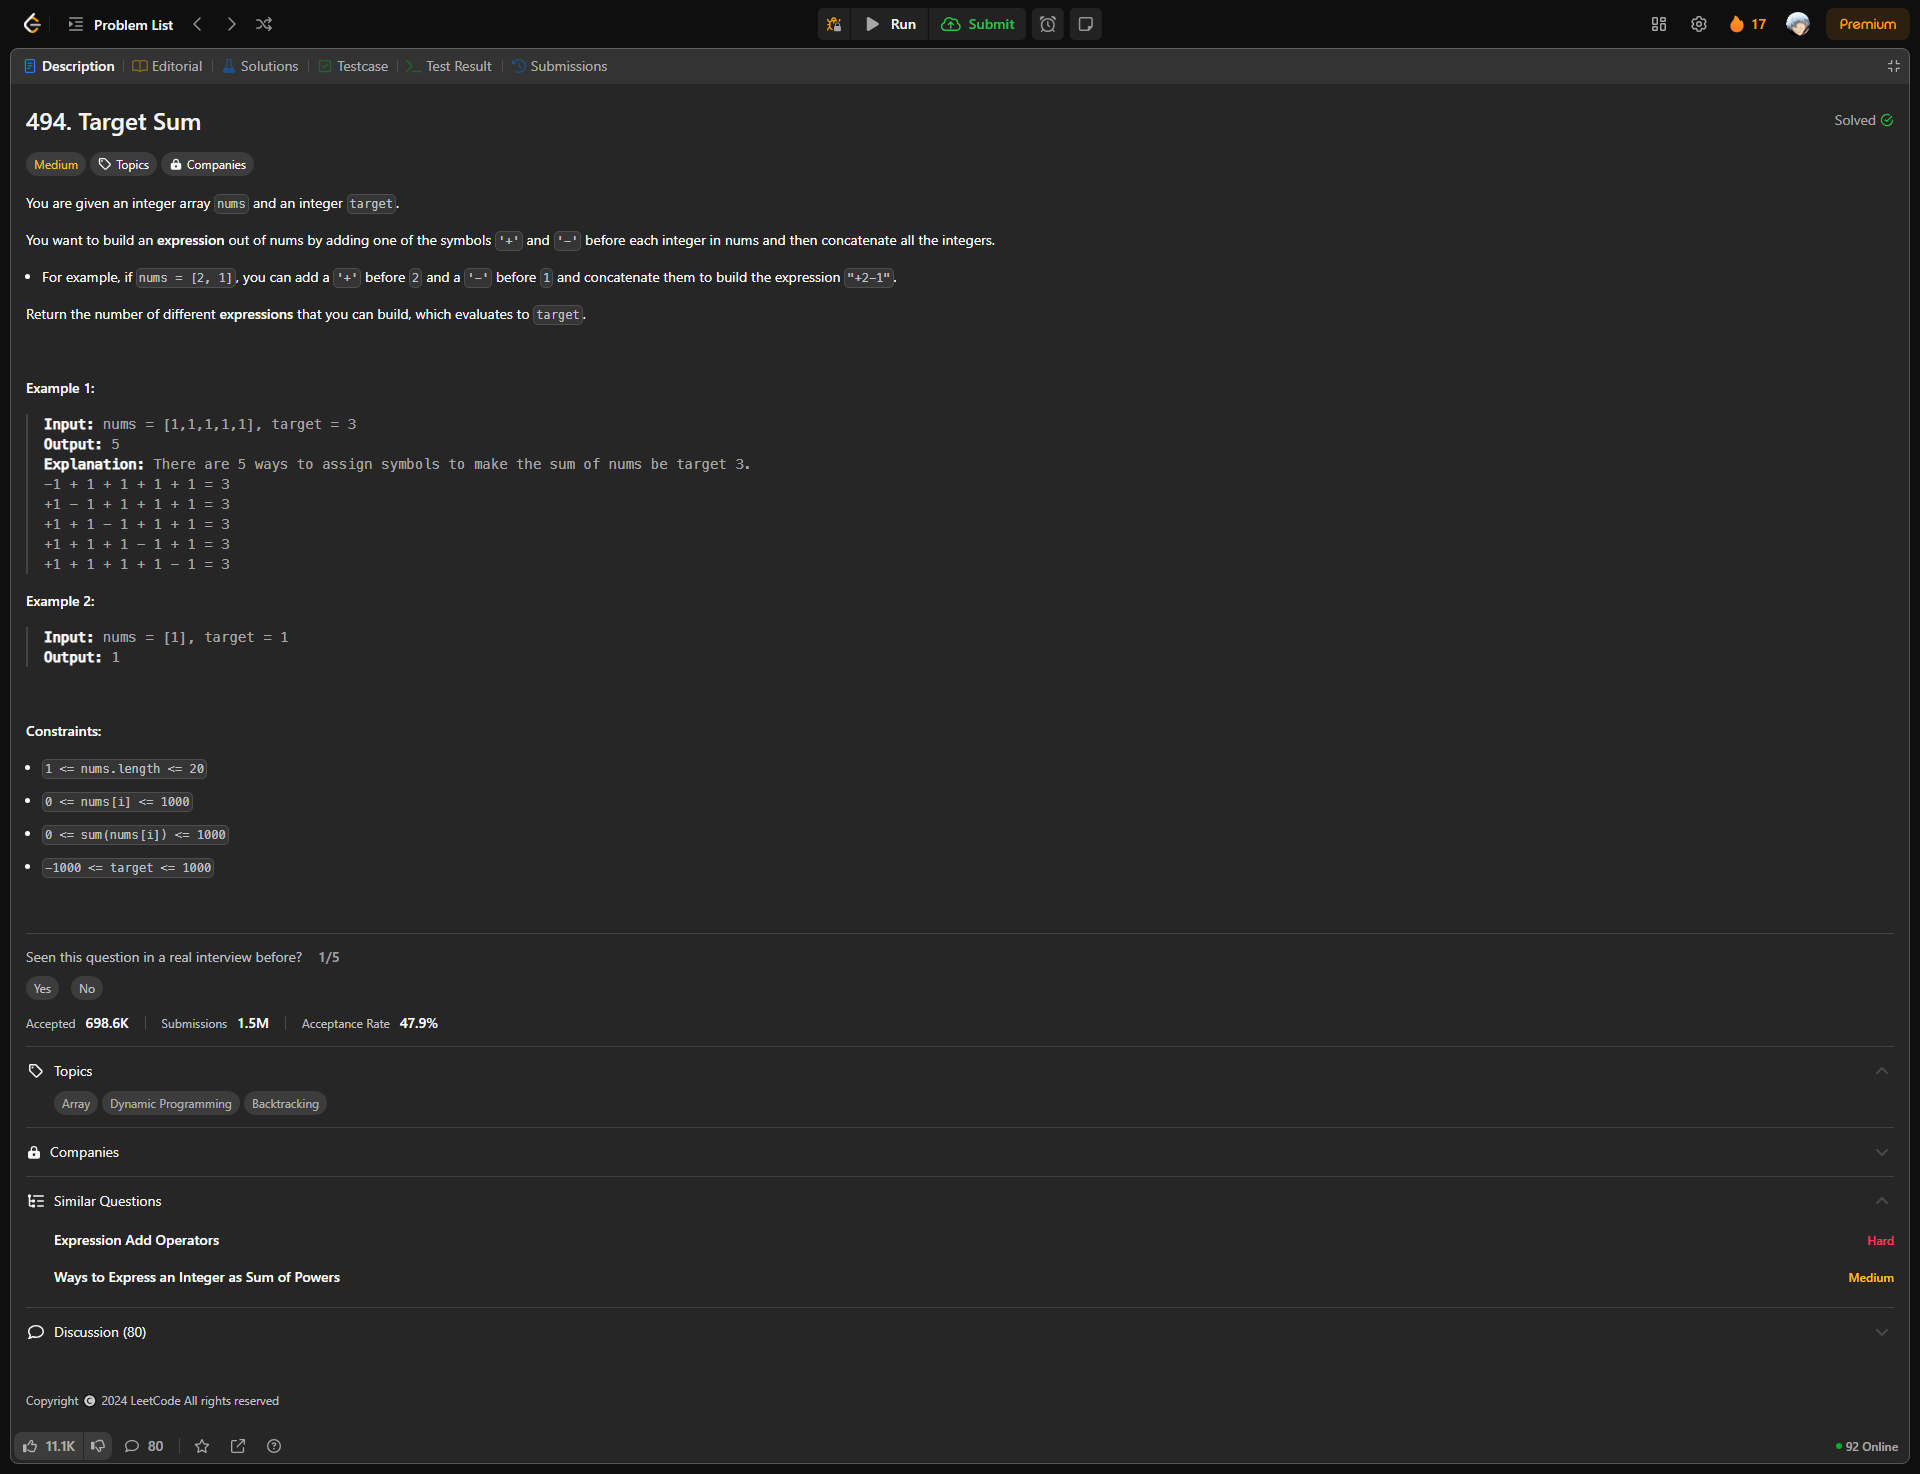 Problem List
Run
Submit
17
Premium
Description
Editorial
Solutions
Testcase
Test Result
Submissions
494. Target Sum
Solved
Medium
Topics
Companies
You are given an integer array nums and an integer target.
You want to build an expression out of nums by adding one of the symbols '+' and '-' before each integer in nums and then concatenate all the integers.
• For example, if nums = [2, 1], you can add a '+' before 2 and a '-' before 1 and concatenate them to build the expression "+2-1".
Return the number of different expressions that you can build, which evaluates to target.
Example 1:
Input: nums = [1,1,1,1,1], target = 3
Output: 5
Explanation: There are 5 ways to assign symbols to make the sum of nums be target 3.
-1 + 1 + 1 + 1 + 1 = 3
+1 - 1 + 1 + 1 + 1 = 3
+1 + 1 - 1 + 1 + 1 = 3
+1 + 1 + 1 - 1 + 1 = 3
+1 + 1 + 1 + 1 - 1 = 3
Example 2:
Input: nums = [1], target = 1
Output: 1
Constraints:
• 1 <= nums.length <= 20
• 0 <= nums[i] <= 1000
• 0 <= sum(nums[i]) <= 1000
• -1000 <= target <= 1000
Seen this question in a real interview before? 1/5
Yes No
Accepted 698.6K Submissions 1.5M Acceptance Rate 47.9%
Topics
Array Dynamic Programming Backtracking
Companies
Similar Questions
Expression Add Operators Hard
Ways to Express an Integer as Sum of Powers Medium
Discussion (80)
Copyright © 2024 LeetCode All rights reserved
11.1K 80
92 Online